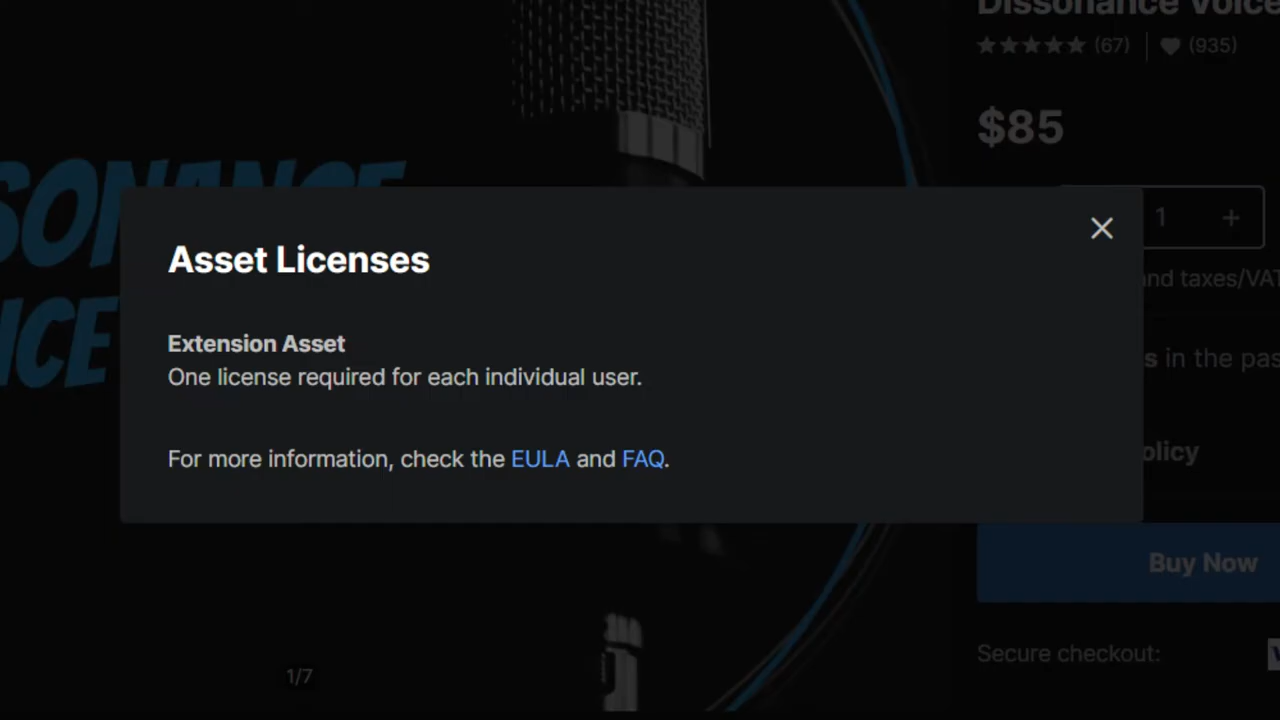 Dissonance Voice
(67) (935)
$85
SONANCE
1 +
and taxes/VAT
Asset Licenses
Extension Asset
One license required for each individual user.
in the pas
For more information, check the EULA and FAQ.
olicy
ICE
Buy Now
Secure checkout:
1/7